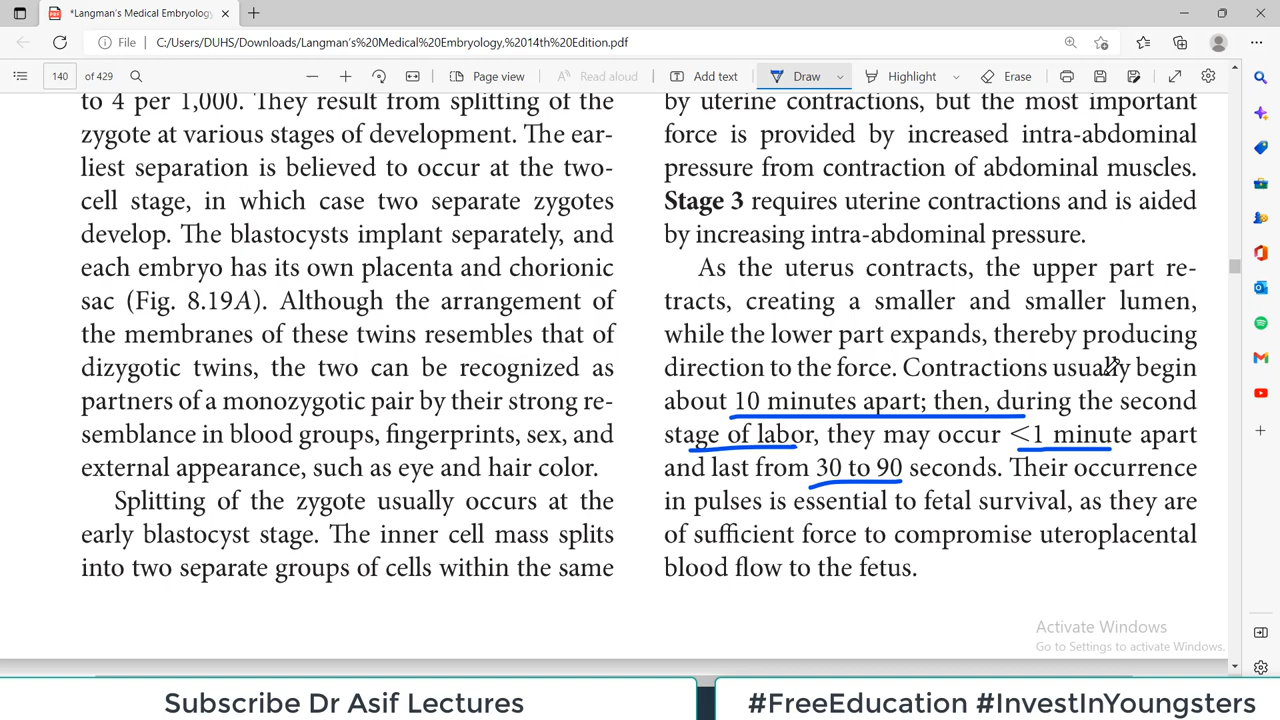 *Langman's Medical Embryology,
File
C:/Users/DUHS/Downloads/Langman's%20Medical%20Embryology,%2014th%20Edition.pdf
140 of 429
Page view
Read aloud
Add text
Draw
Highlight
Erase
to 4 per 1,000. They result from splitting of the
zygote at various stages of development. The ear-
liest separation is believed to occur at the two-
cell stage, in which case two separate zygotes
develop. The blastocysts implant separately, and
each embryo has its own placenta and chorionic
sac (Fig. 8.19A). Although the arrangement of
the membranes of these twins resembles that of
dizygotic twins, the two can be recognized as
partners of a monozygotic pair by their strong re-
semblance in blood groups, fingerprints, sex, and
external appearance, such as eye and hair color.
Splitting of the zygote usually occurs at the
early blastocyst stage. The inner cell mass splits
into two separate groups of cells within the same
by uterine contractions, but the most important
force is provided by increased intra-abdominal
pressure from contraction of abdominal muscles.
Stage 3 requires uterine contractions and is aided
by increasing intra-abdominal pressure.
As the uterus contracts, the upper part re-
tracts, creating a smaller and smaller lumen,
while the lower part expands, thereby producing
direction to the force. Contractions usually begin
about 10 minutes apart; then, during the second
stage of labor, they may occur <1 minute apart
and last from 30 to 90 seconds. Their occurrence
in pulses is essential to fetal survival, as they are
of sufficient force to compromise uteroplacental
blood flow to the fetus.
Activate Windows
Go to Settings to activate Windows.
Subscribe Dr Asif Lectures
#FreeEducation #InvestInYoungsters